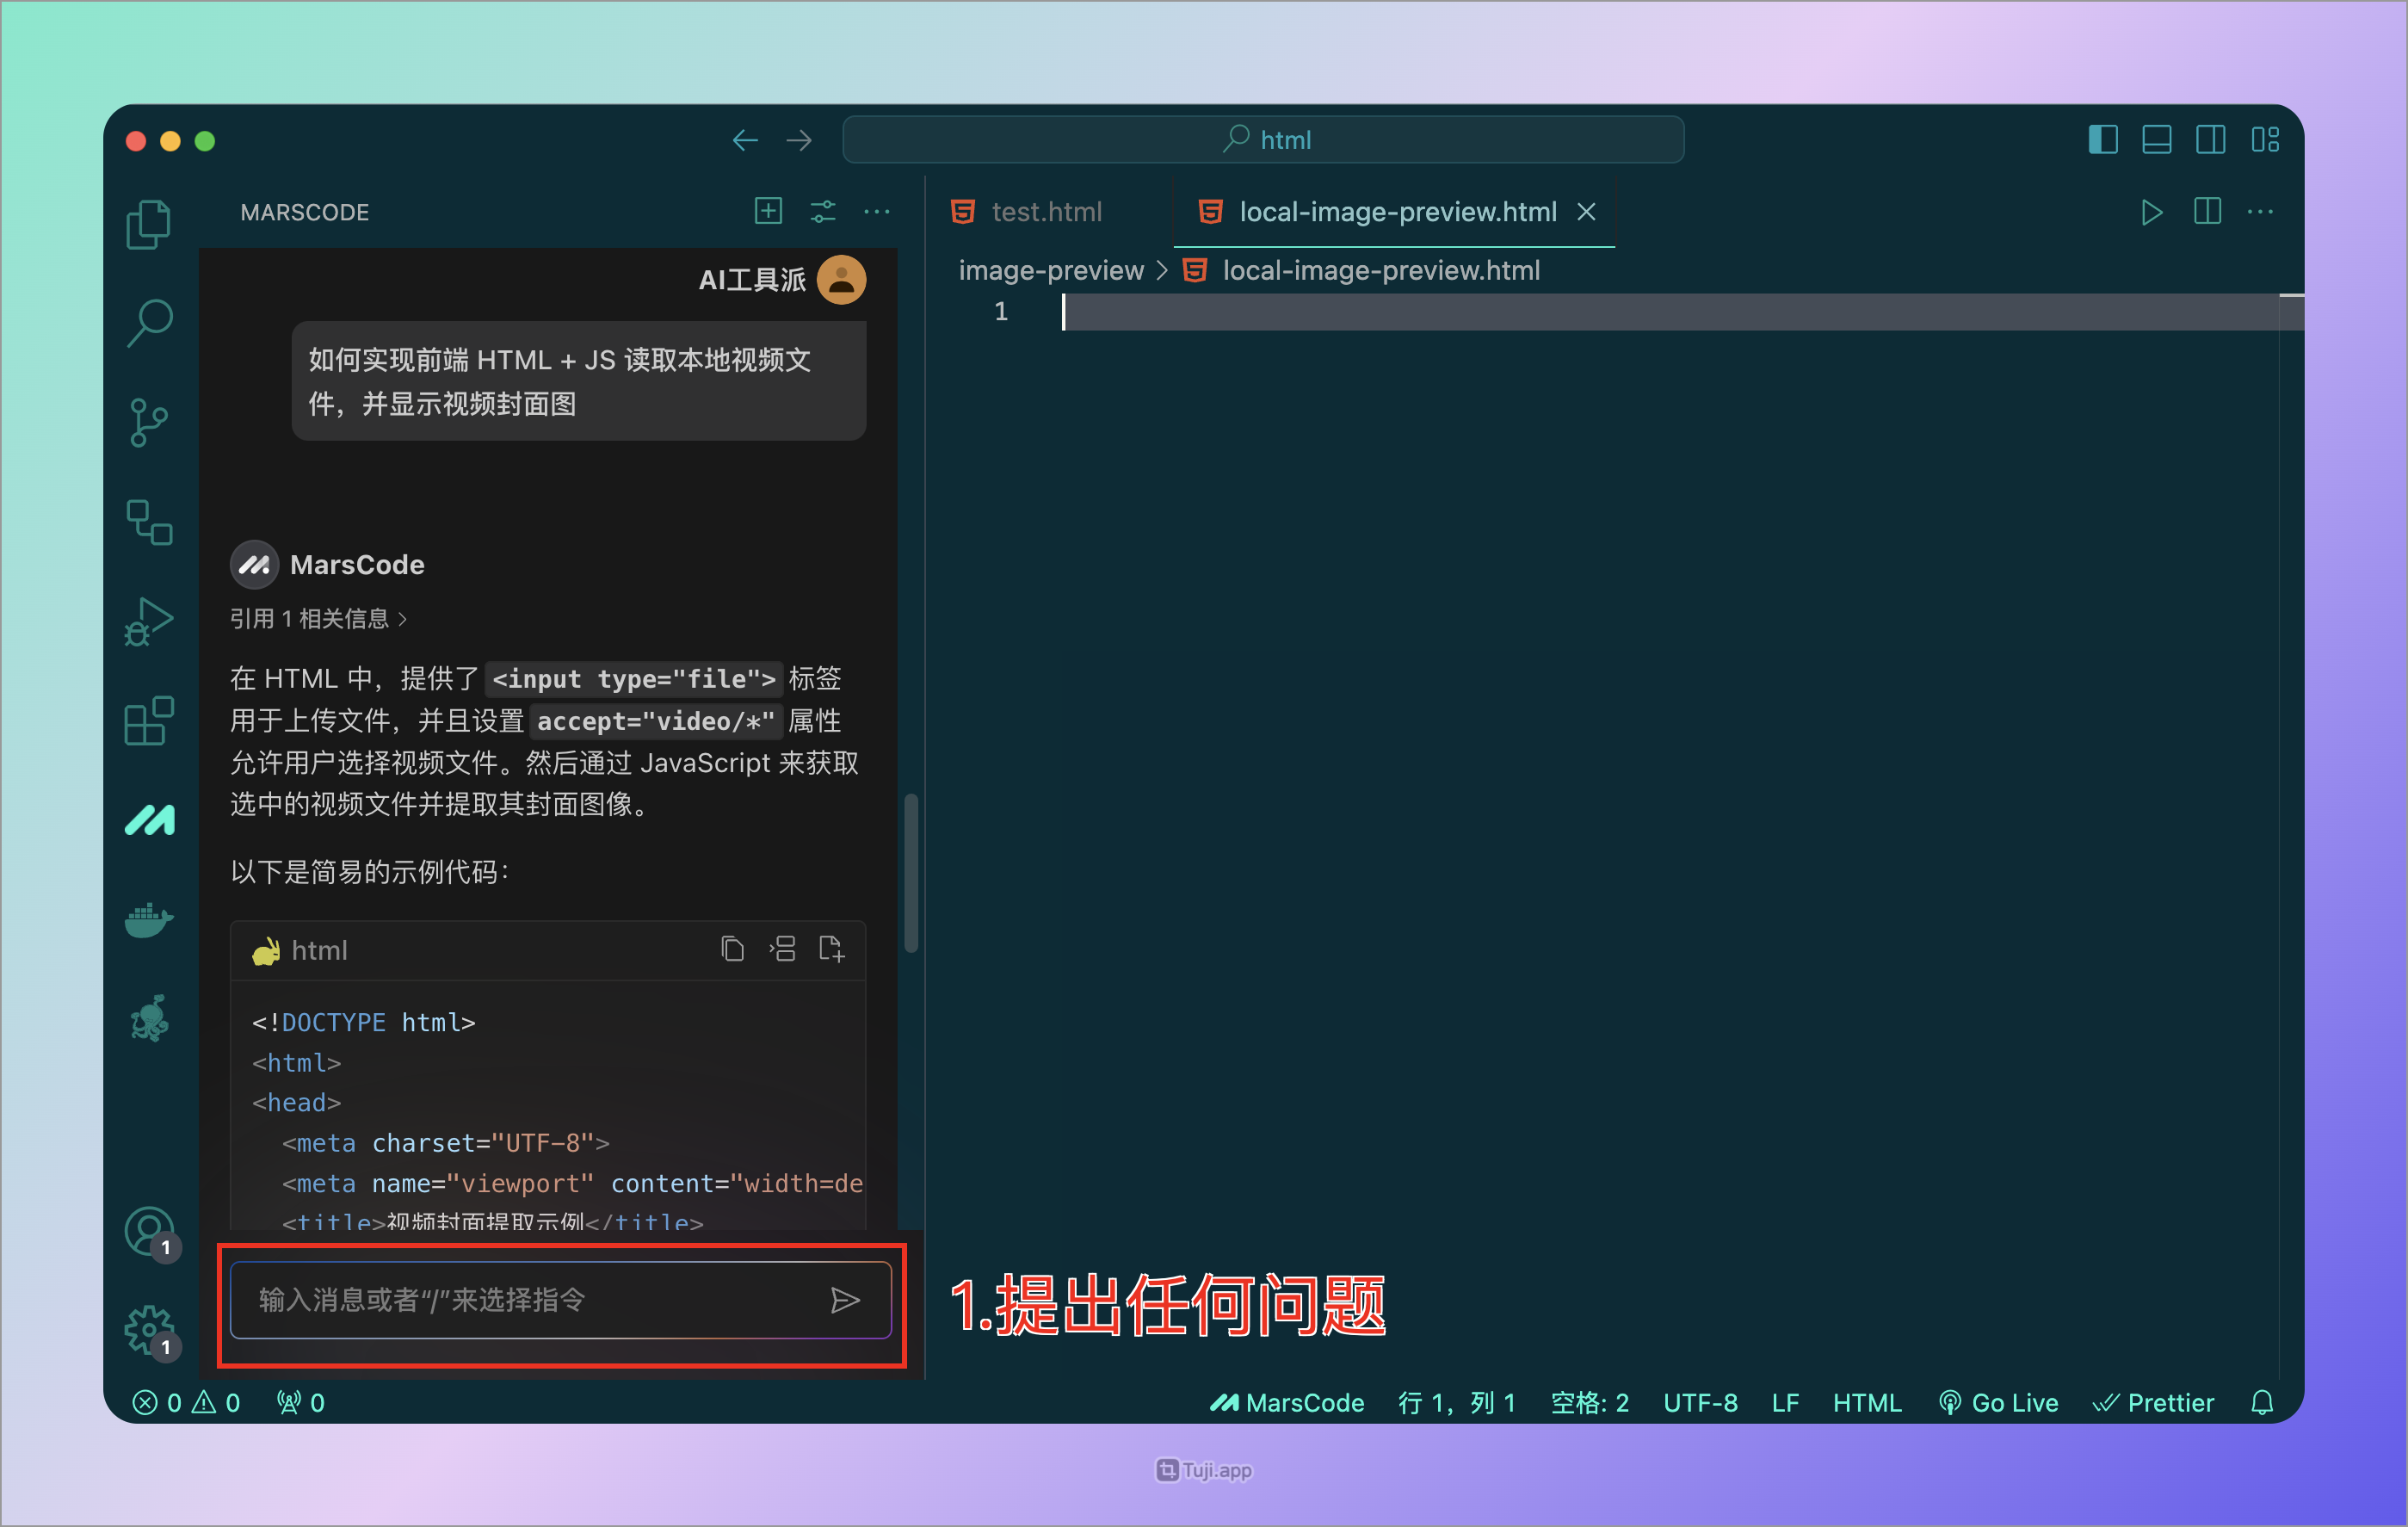 html
MARSCODE
AI工具派
如何实现前端 HTML + JS 读取本地视频文
件，并显示视频封面图
MarsCode
引用 1 相关信息
在 HTML 中，提供了 <input type="file"> 标签
用于上传文件，并且设置 accept="video/*" 属性
允许用户选择视频文件。然后通过 JavaScript 来获取
选中的视频文件并提取其封面图像。
以下是简易的示例代码：
html
<!DOCTYPE html>
<html>
<head>
<meta charset="UTF-8">
<meta name="viewport" content="width=de
<title>视频封面提取示例</title>
输入消息或者“/”来选择指令
test.html
local-image-preview.html
image-preview > local-image-preview.html
1
1.提出任何问题
1
1
0 0 0
MarsCode 行 1，列 1 空格: 2 UTF-8 LF HTML Go Live Prettier
Tuji.app